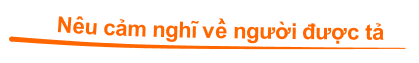 Nêu cảm nghĩ về người được tả